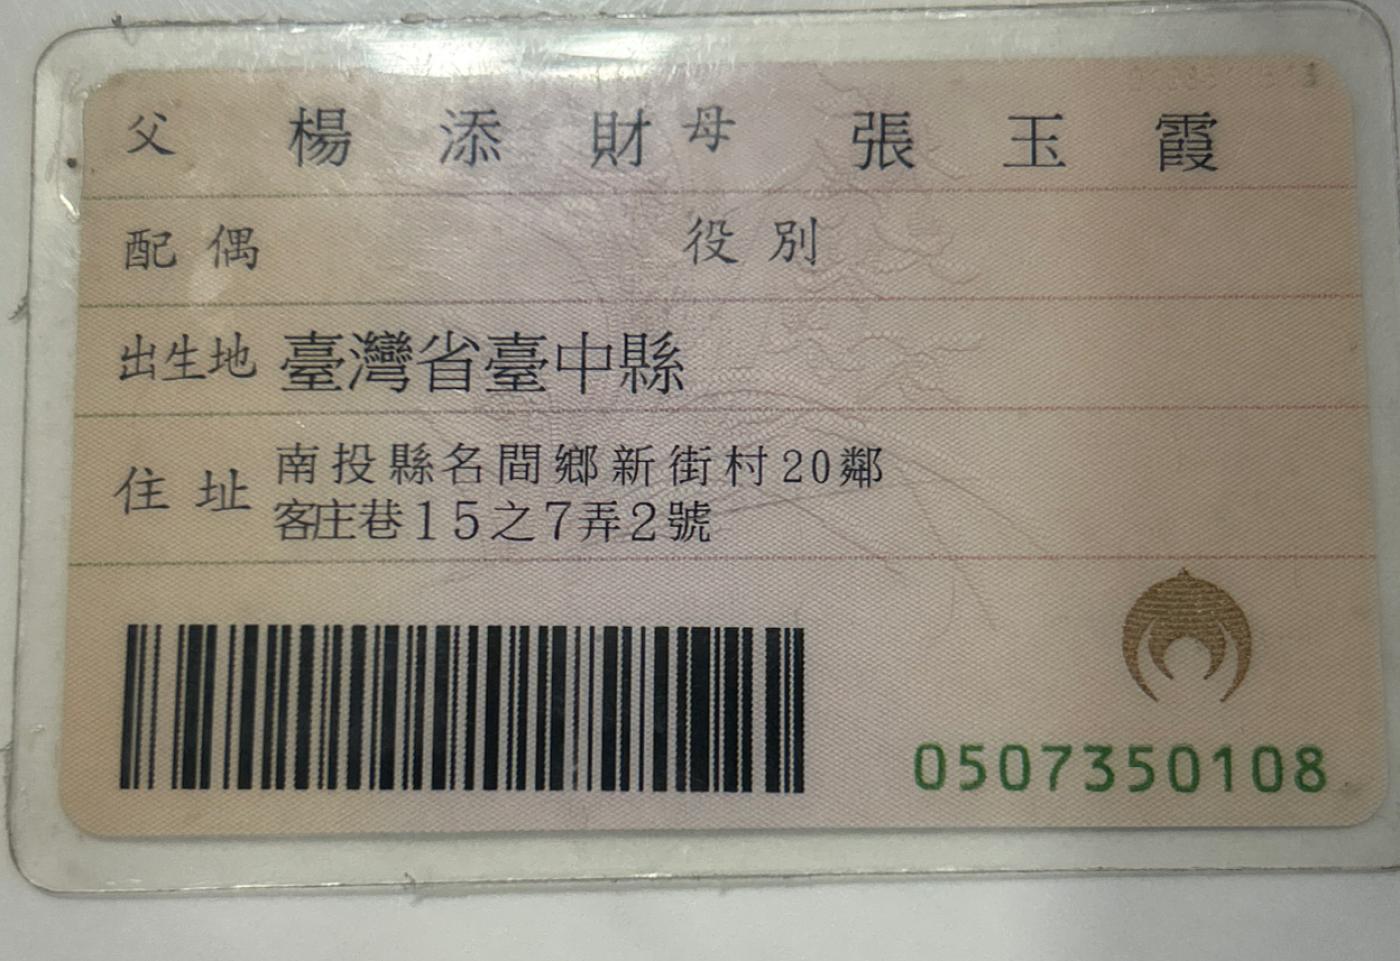 父 楊添財 母 張玉霞
配偶 役別
出生地 臺灣省臺中縣
住址 南投縣名間鄉新街村20鄰
客庄巷15之7弄2號
0507350108